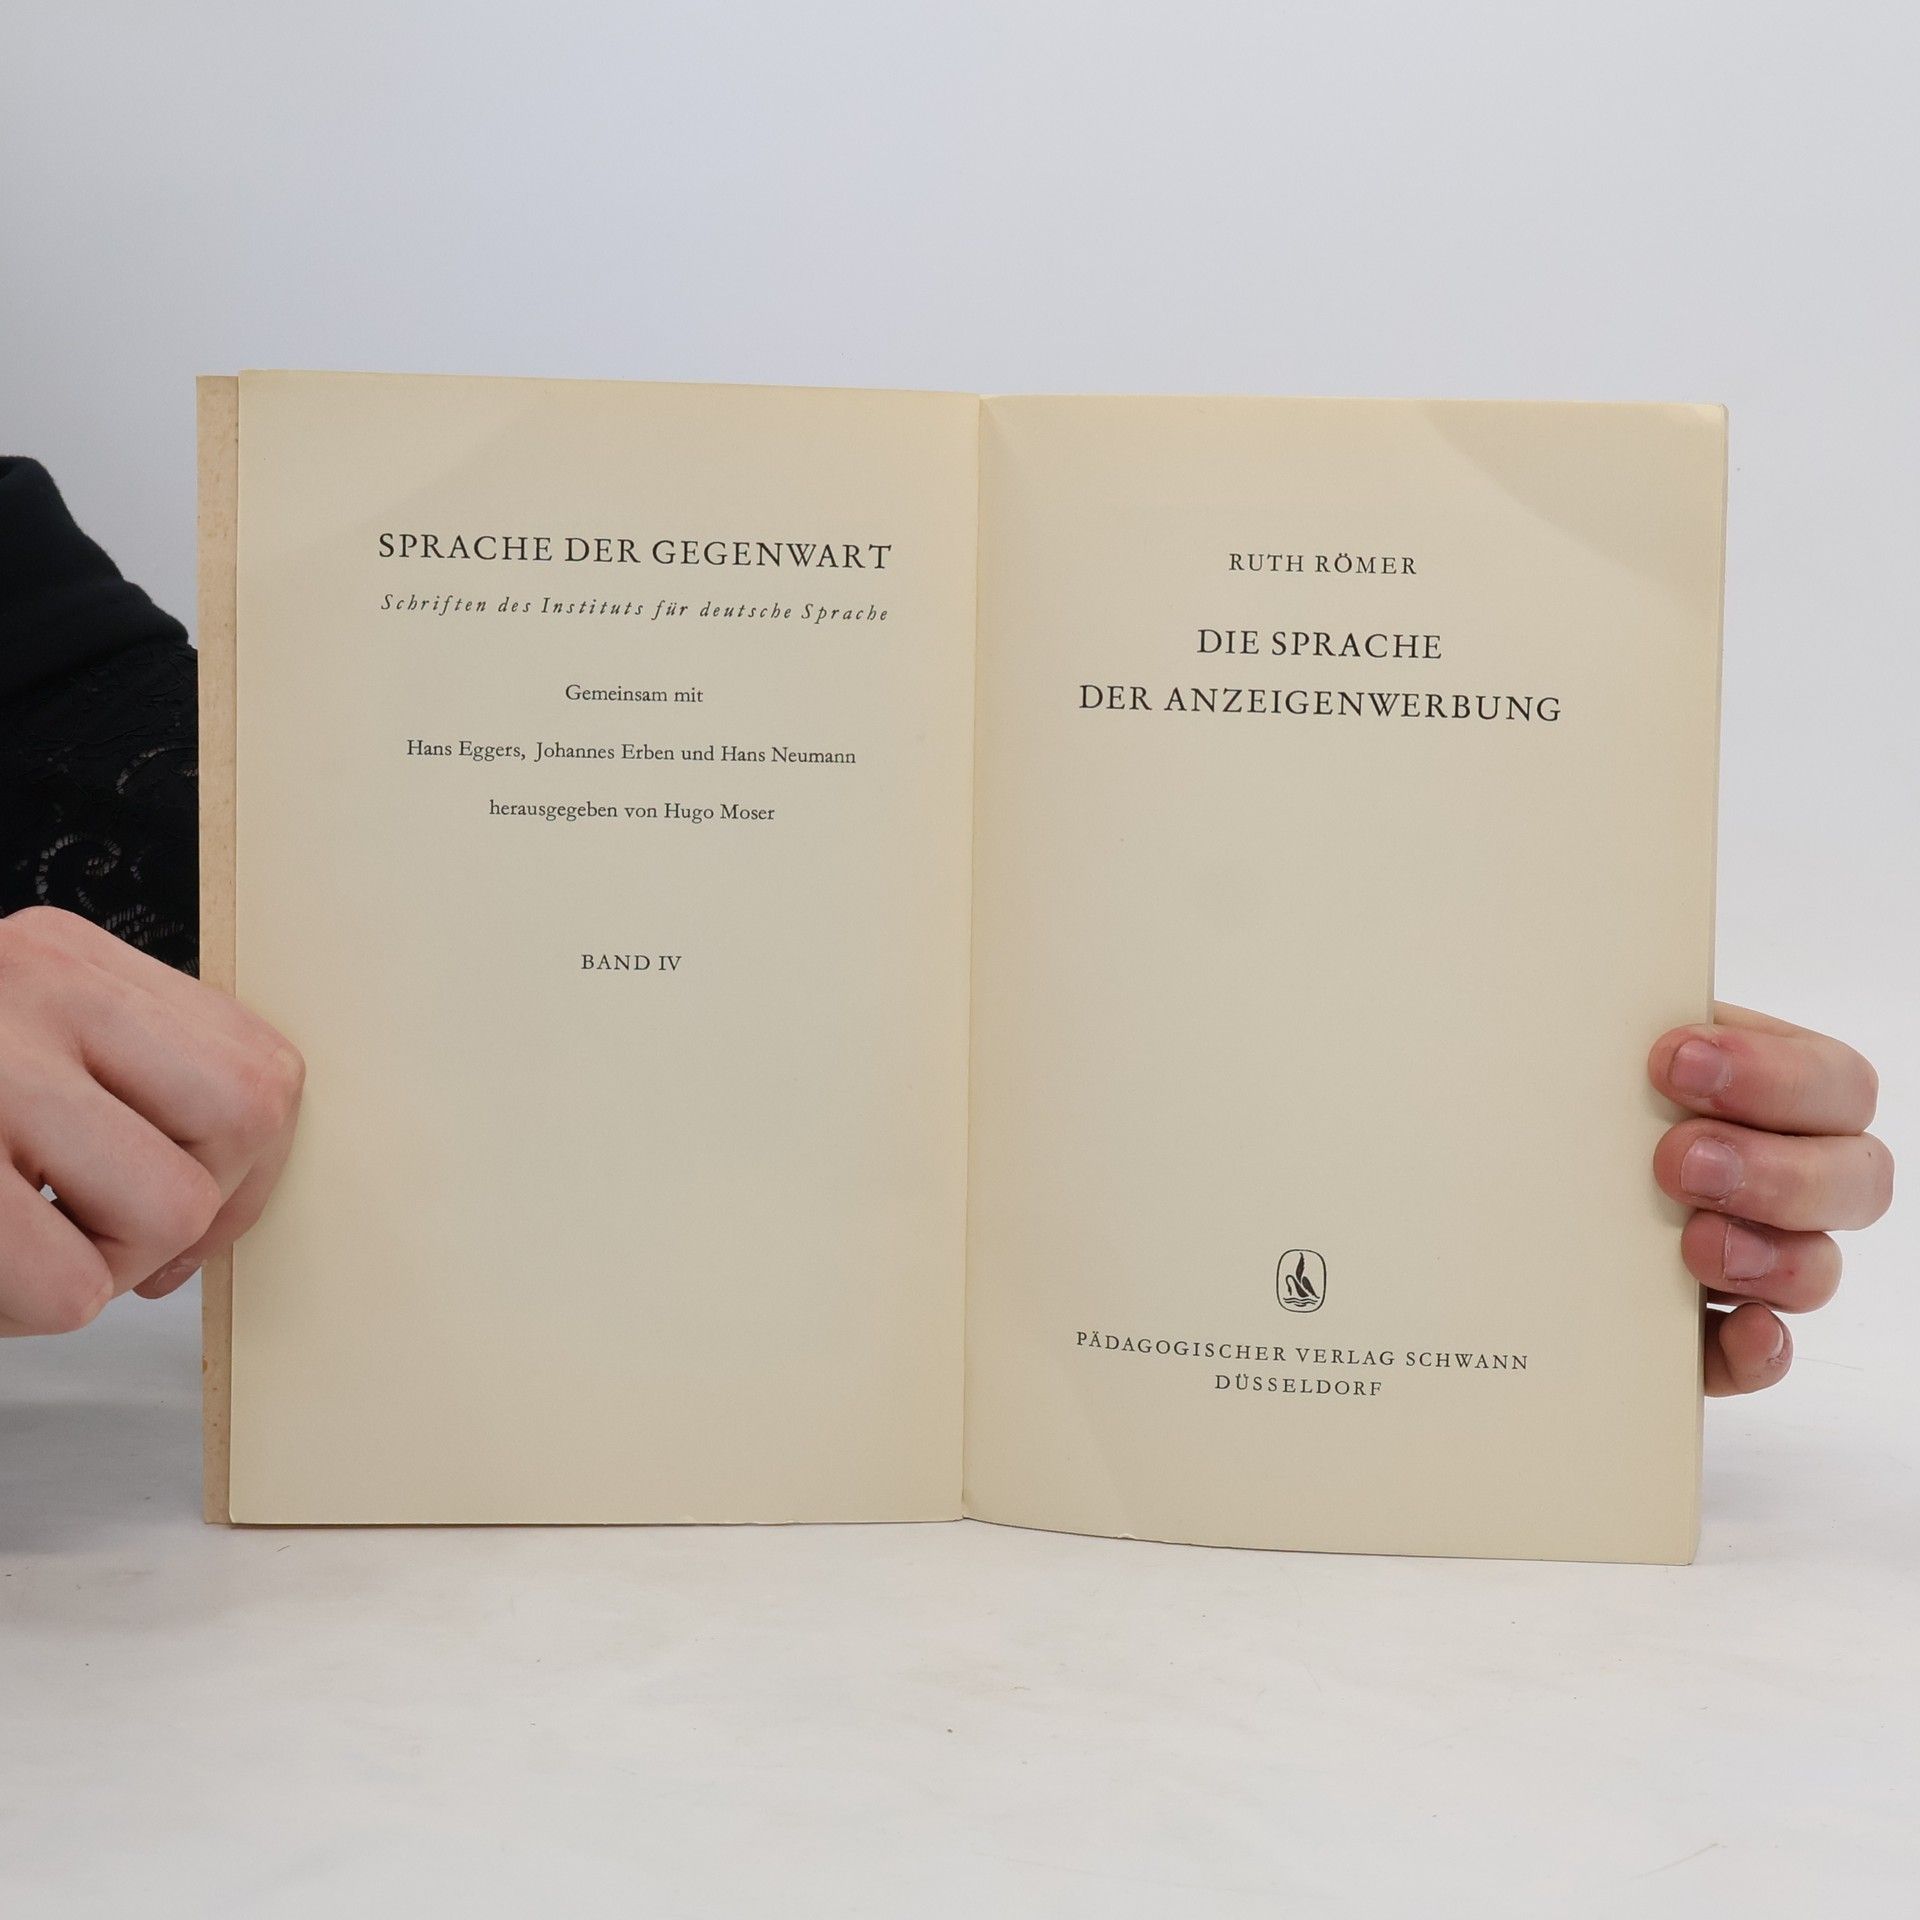 SPRACHE DER GEGENWART
Schriften des Instituts für deutsche Sprache
Gemeinsam mit
Hans Eggers, Johannes Erben und Hans Neumann
herausgegeben von Hugo Moser
BAND IV
RUTH RÖMER
DIE SPRACHE
DER ANZEIGENWERBUNG
PÄDAGOGISCHER VERLAG SCHWANN
DÜSSELDORF